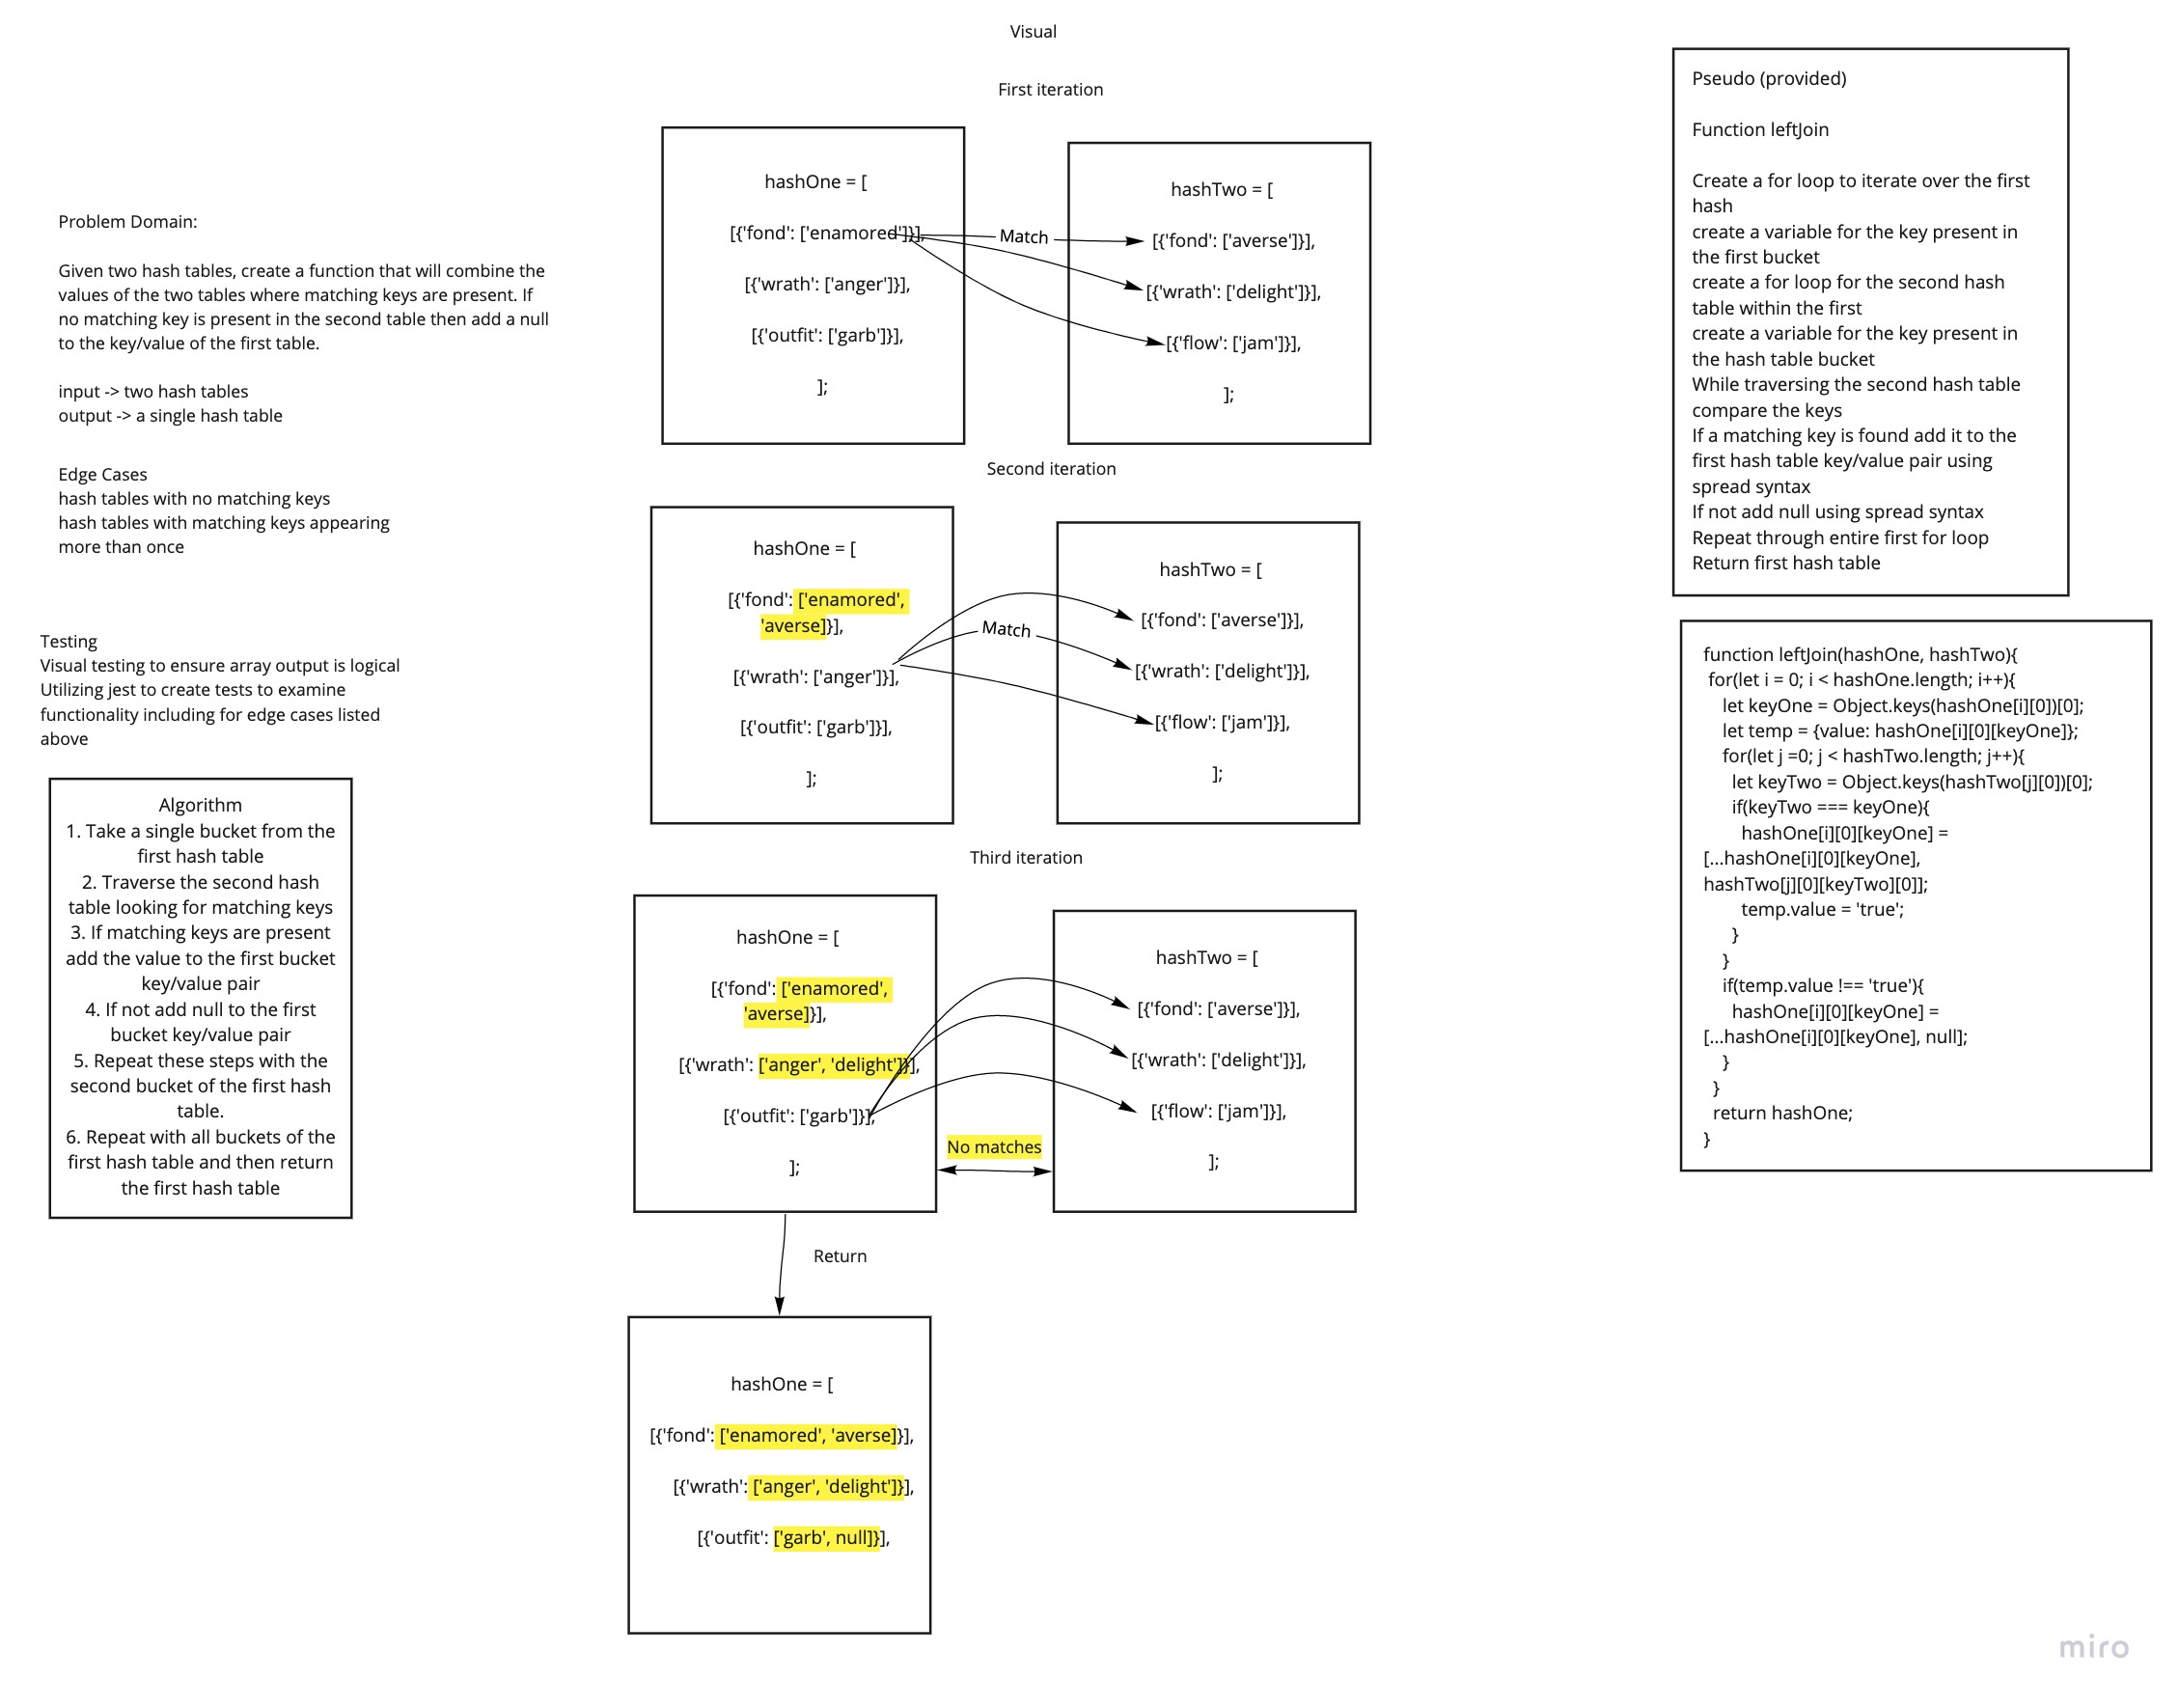 Visual
First iteration
Problem Domain:
Given two hash tables, create a function that will combine the
values of the two tables where matching keys are present. If
no matching key is present in the second table then add a null
to the key/value of the first table.
input -> two hash tables
output -> a single hash table
Edge Cases
hash tables with no matching keys
hash tables with matching keys appearing
more than once
Testing
Visual testing to ensure array output is logical
Utilizing jest to create tests to examine
functionality including for edge cases listed
above
Algorithm
1. Take a single bucket from the
first hash table
2. Traverse the second hash
table looking for matching keys
3. If matching keys are present
add the value to the first bucket
key/value pair
4. If not add null to the first
bucket key/value pair
5. Repeat these steps with the
second bucket of the first hash
table.
6. Repeat with all buckets of the
first hash table and then return
the first hash table
hashOne = [
[{'fond': ['enamored']}],
[{'wrath': ['anger']}],
[{'outfit': ['garb']}],
];
Match
hashTwo = [
[{'fond': ['averse']}],
[{'wrath': ['delight']}],
[{'flow': ['jam']}],
];
Second iteration
hashOne = [
[{'fond': ['enamored',
'averse]}],
[{'wrath': ['anger']}],
[{'outfit': ['garb']}],
];
Match
hashTwo = [
[{'fond': ['averse']}],
[{'wrath': ['delight']}],
[{'flow': ['jam']}],
];
Third iteration
hashOne = [
[{'fond': ['enamored',
'averse]}],
[{'wrath': ['anger', 'delight']}],
[{'outfit': ['garb']}],
];
No matches
hashTwo = [
[{'fond': ['averse']}],
[{'wrath': ['delight']}],
[{'flow': ['jam']}],
];
Return
hashOne = [
[{'fond': ['enamored', 'averse]}],
[{'wrath': ['anger', 'delight']}],
[{'outfit': ['garb', null]}],
Pseudo (provided)
Function leftJoin
Create a for loop to iterate over the first
hash
create a variable for the key present in
the first bucket
create a for loop for the second hash
table within the first
create a variable for the key present in
the hash table bucket
While traversing the second hash table
compare the keys
If a matching key is found add it to the
first hash table key/value pair using
spread syntax
If not add null using spread syntax
Repeat through entire first for loop
Return first hash table
function leftJoin(hashOne, hashTwo){
for(let i = 0; i < hashOne.length; i++){
let keyOne = Object.keys(hashOne[i][0])[0];
let temp = {value: hashOne[i][0][keyOne]};
for(let j =0; j < hashTwo.length; j++){
let keyTwo = Object.keys(hashTwo[j][0])[0];
if(keyTwo === keyOne){
hashOne[i][0][keyOne] =
[...hashOne[i][0][keyOne],
hashTwo[j][0][keyTwo][0]];
temp.value = 'true';
}
}
if(temp.value !== 'true'){
hashOne[i][0][keyOne] =
[...hashOne[i][0][keyOne], null];
}
}
return hashOne;
}
miro